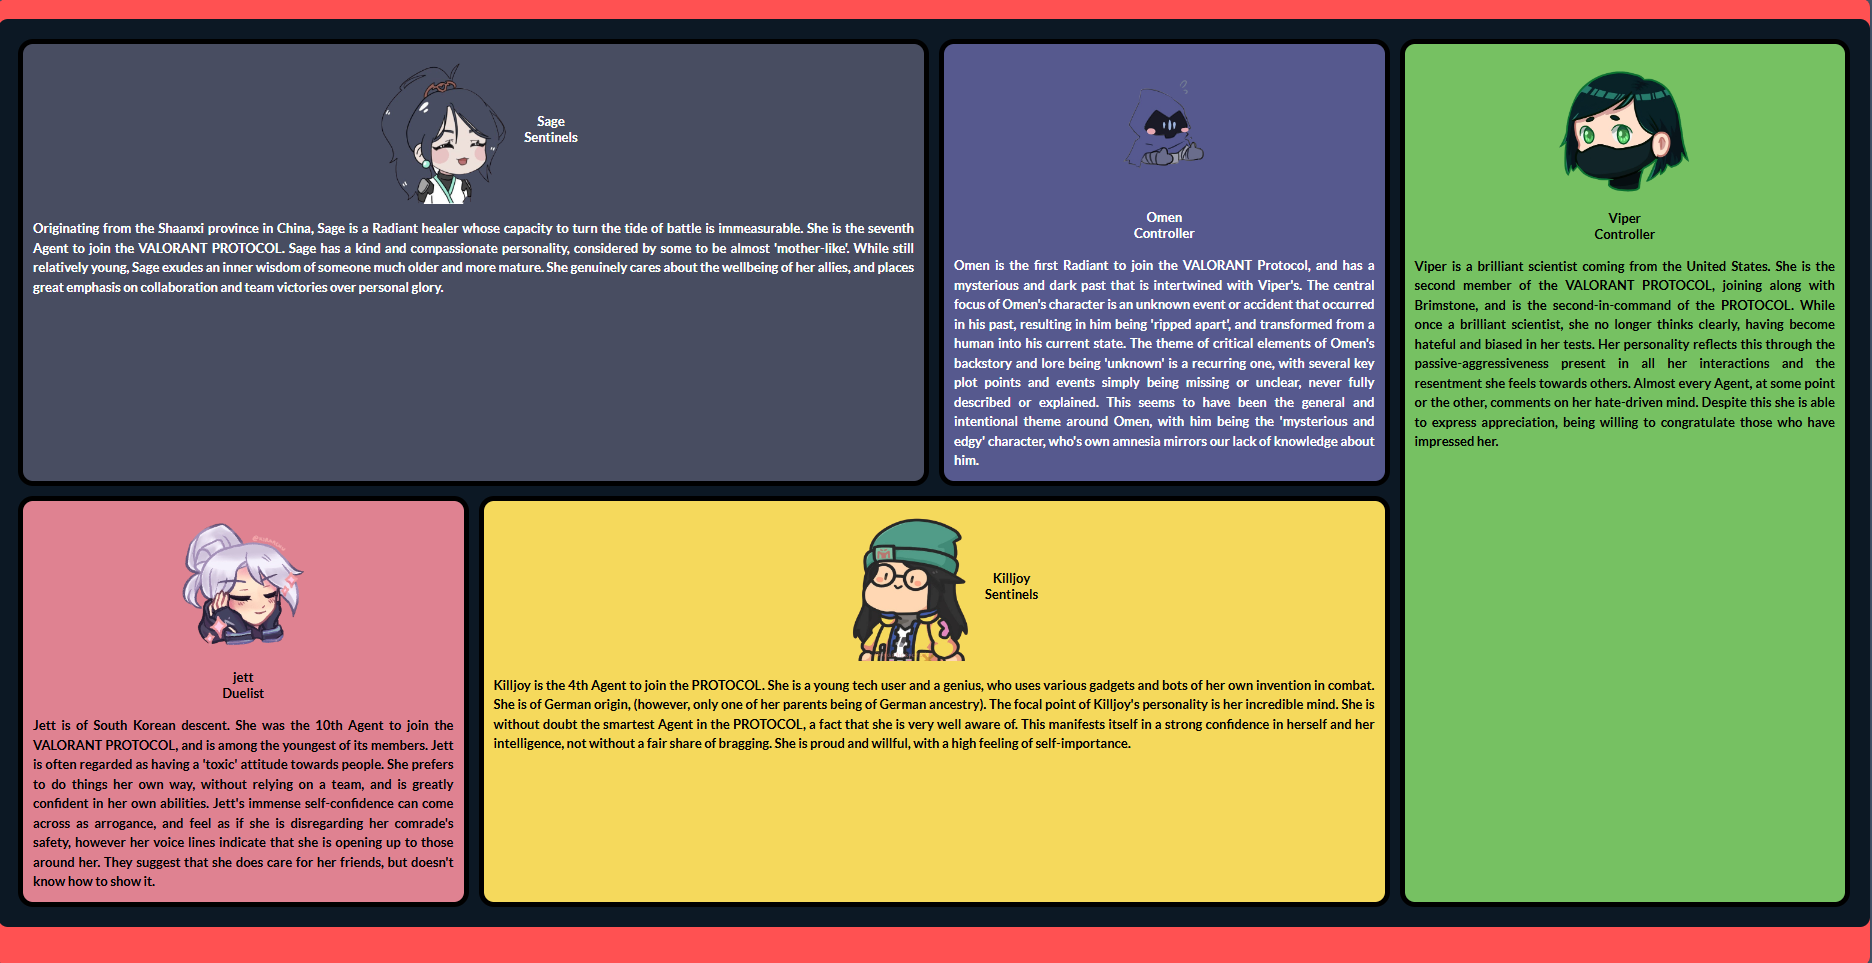 Sage
Sentinels
Originating from the Shaanxi province in China, Sage is a Radiant healer whose capacity to turn the tide of battle is immeasurable. She is the seventh
Agent to join the VALORANT PROTOCOL. Sage has a kind and compassionate personality, considered by some to be almost 'mother-like'. While still
relatively young, Sage exudes an inner wisdom of someone much older and more mature. She genuinely cares about the wellbeing of her allies, and places
great emphasis on collaboration and team victories over personal glory.
Omen
Controller
Omen is the first Radiant to join the VALORANT Protocol, and has a
mysterious and dark past that is intertwined with Viper's. The central
focus of Omen's character is an unknown event or accident that occurred
in his past, resulting in him being 'ripped apart', and transformed from a
human into his current state. The theme of critical elements of Omen's
backstory and lore being 'unknown' is a recurring one, with several key
plot points and events simply being missing or unclear, never fully
described or explained. This seems to have been the general and
intentional theme around Omen, with him being the 'mysterious and
edgy' character, who's own amnesia mirrors our lack of knowledge about
him.
Viper
Controller
Viper is a brilliant scientist coming from the United States. She is the
second member of the VALORANT PROTOCOL, joining along with
Brimstone, and is the second-in-command of the PROTOCOL. While
once a brilliant scientist, she no longer thinks clearly, having become
hateful and biased in her tests. Her personality reflects this through the
passive-aggressiveness present in all her interactions and the
resentment she feels towards others. Almost every Agent, at some point
or the other, comments on her hate-driven mind. Despite this she is able
to express appreciation, being willing to congratulate those who have
impressed her.
jett
Duelist
Jett is of South Korean descent. She was the 10th Agent to join the
VALORANT PROTOCOL, and is among the youngest of its members. Jett
is often regarded as having a 'toxic' attitude towards people. She prefers
to do things her own way, without relying on a team, and is greatly
confident in her own abilities. Jett's immense self-confidence can come
across as arrogance, and feel as if she is disregarding her comrade's
safety, however her voice lines indicate that she is opening up to those
around her. They suggest that she does care for her friends, but doesn't
know how to show it.
Killjoy
Sentinels
Killjoy is the 4th Agent to join the PROTOCOL. She is a young tech user and a genius, who uses various gadgets and bots of her own invention in combat.
She is of German origin, (however, only one of her parents being of German ancestry). The focal point of Killjoy's personality is her incredible mind. She is
without doubt the smartest Agent in the PROTOCOL, a fact that she is very well aware of. This manifests itself in a strong confidence in herself and her
intelligence, not without a fair share of bragging. She is proud and willful, with a high feeling of self-importance.